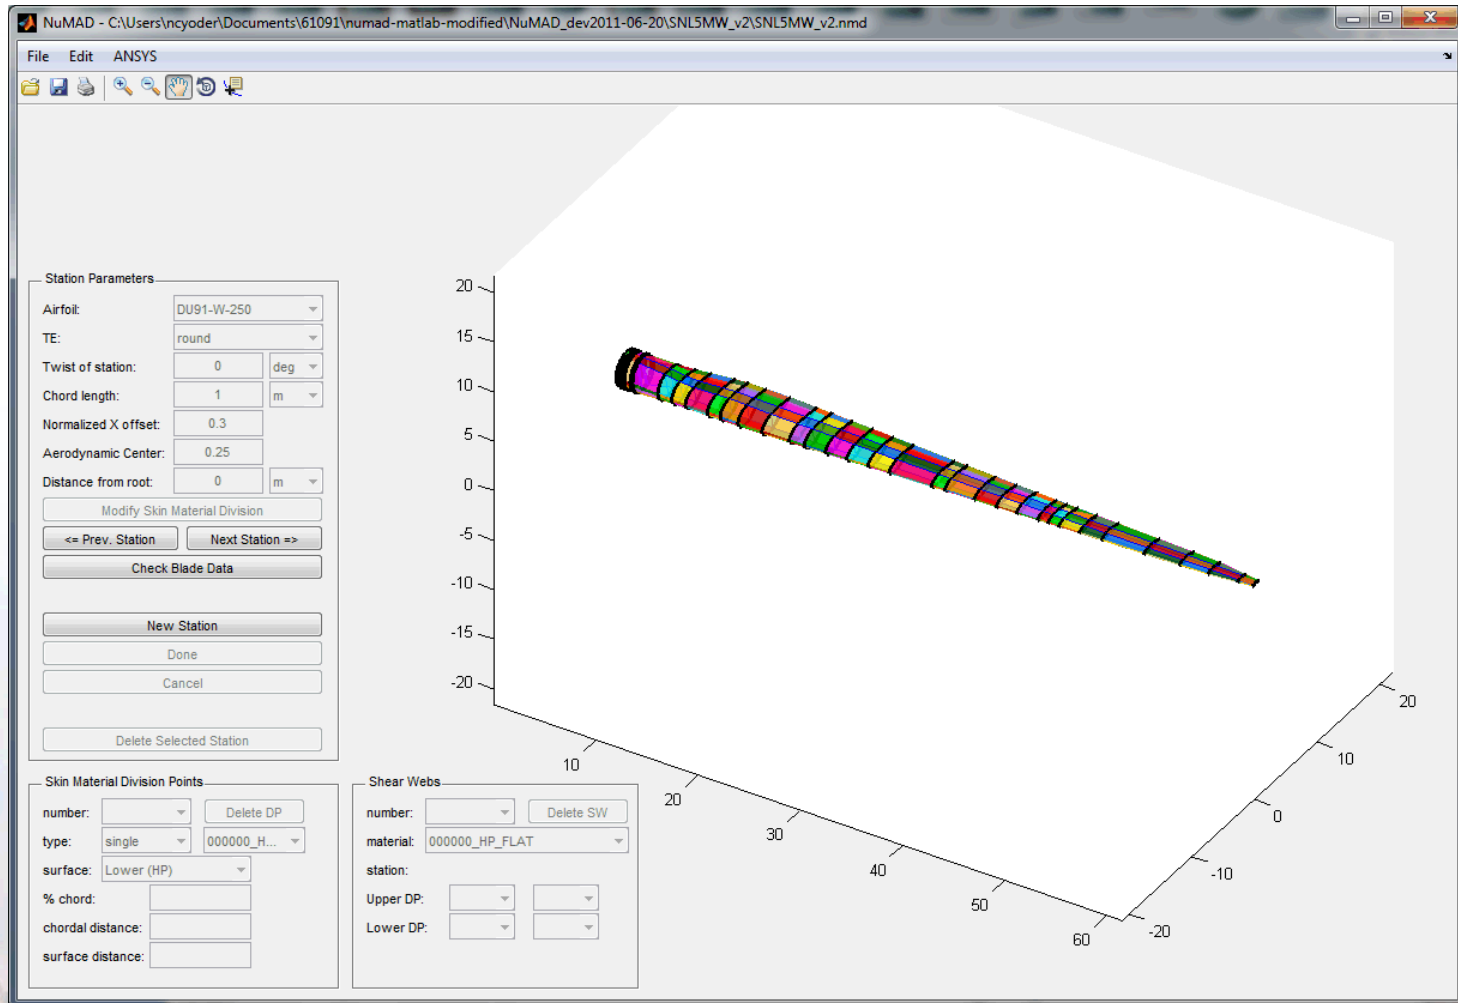 NuMAD - C:\Users\ncyoder\Documents\61091\numad-matlab-modified\NuMAD_dev2011-06-20\SNL5MW_v2\SNL5MW_v2.nmd
File Edit ANSYS
Station Parameters
Airfoil: DU91-W-250
TE: round
Twist of station: 0 deg
Chord length: 1 m
Normalized X offset: 0.3
Aerodynamic Center: 0.25
Distance from root: 0 m
Modify Skin Material Division
<= Prev. Station Next Station =>
Check Blade Data
New Station
Done
Cancel
Delete Selected Station
Skin Material Division Points
number: Delete DP
type: single 000000_H...
surface: Lower (HP)
% chord:
chordal distance:
surface distance:
Shear Webs
number: Delete SW
material: 000000_HP_FLAT
station:
Upper DP:
Lower DP:
20
15
10
5
0
-5
-10
-15
-20
10
20
30
40
50
60
20
10
0
-10
-20